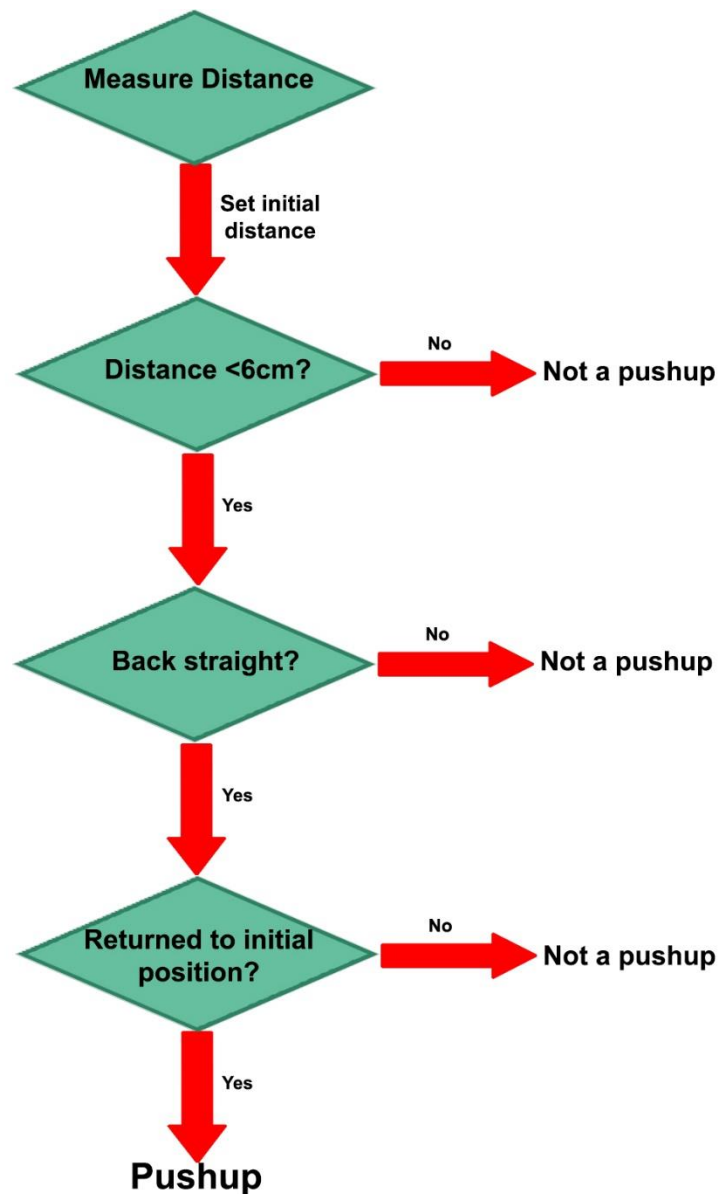 Measure Distance
Set initial
distance
Distance <6cm?
No
Not a pushup
Yes
Back straight?
No
Not a pushup
Yes
Returned to initial
position?
No
Not a pushup
Yes
Pushup